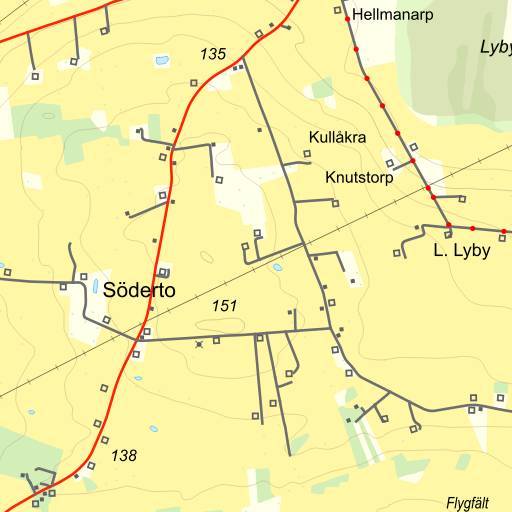 Hellmanarp
135
Lyby
Kullåkra
Knutstorp
L. Lyby
Söderto
151
138
Flygfält